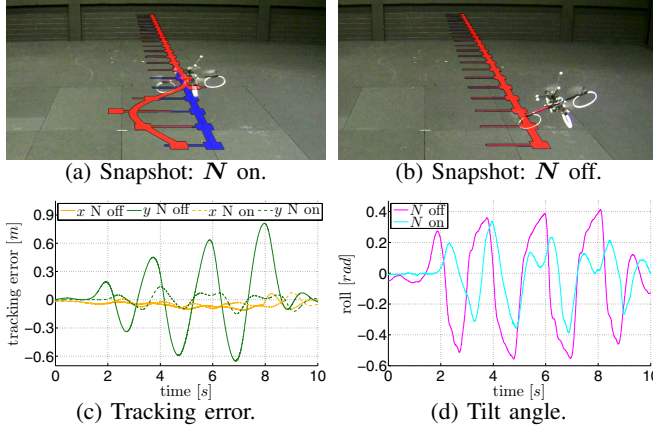 (a) Snapshot: N on.
(b) Snapshot: N off.
x N off y N off x N on y N on
0.9
0.6
0.3
0
−0.3
−0.6
tracking error [m]
0 2 4 6 8 10
time [s]
(c) Tracking error.
N off
N on
0.4
0.2
0
−0.2
−0.4
−0.6
roll [rad]
0 2 4 6 8 10
time [s]
(d) Tilt angle.